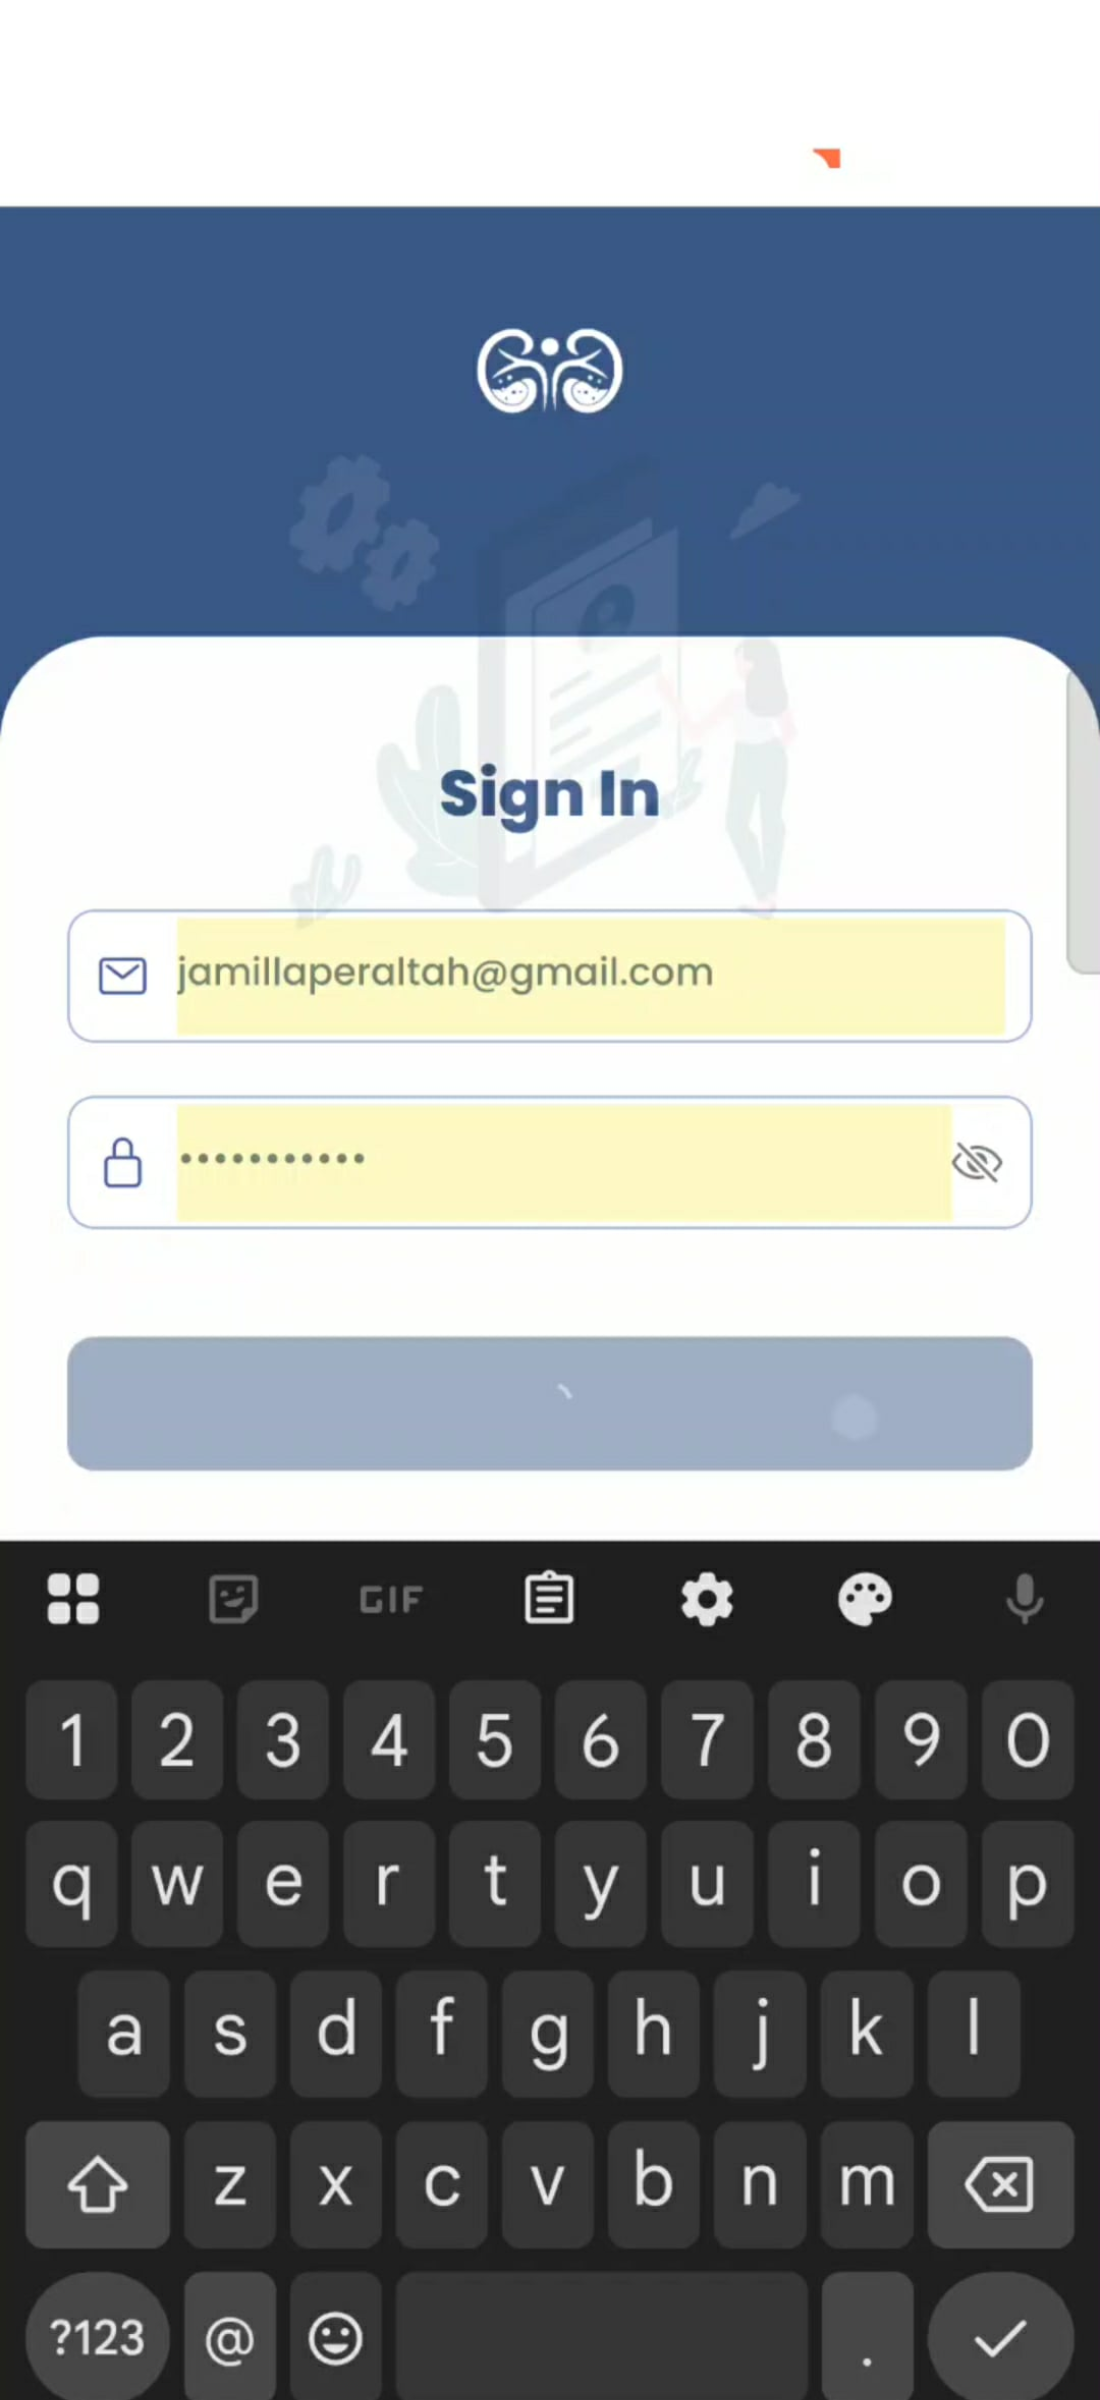 Sign In
jamillaperaltah@gmail.com
•••••••••••
GIF
1 2 3 4 5 6 7 8 9 0
q w e r t y u i o p
a s d f g h j k l
z x c v b n m
?123 @ .